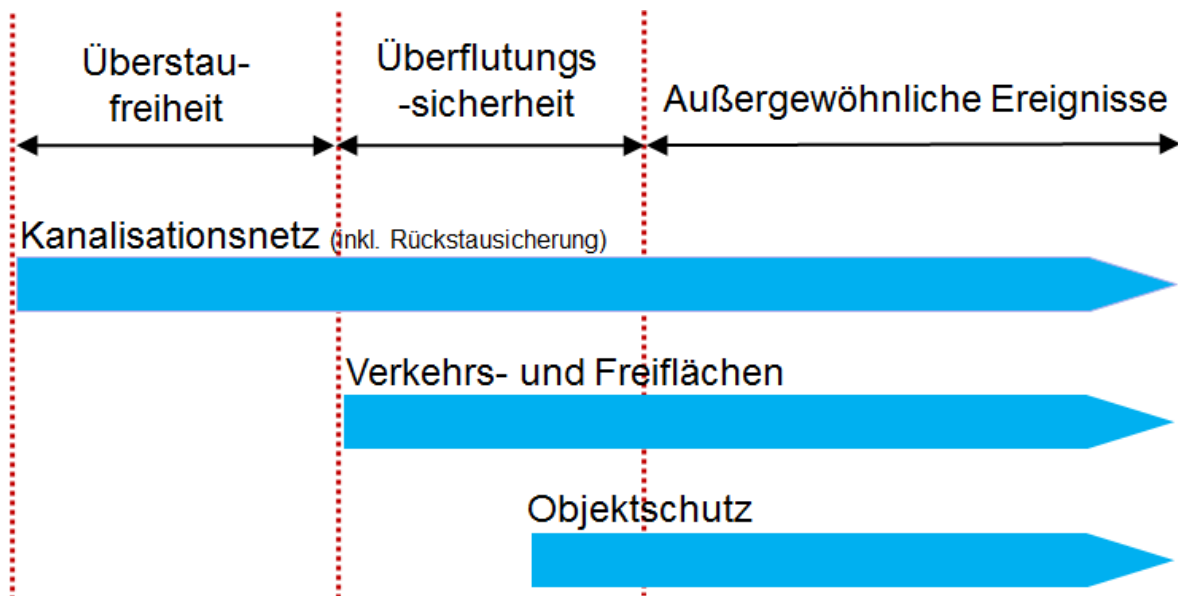 Überstau-
freiheit
Überflutungs
-sicherheit
Außergewöhnliche Ereignisse
Kanalisationsnetz (inkl. Rückstausicherung)
Verkehrs- und Freiflächen
Objektschutz